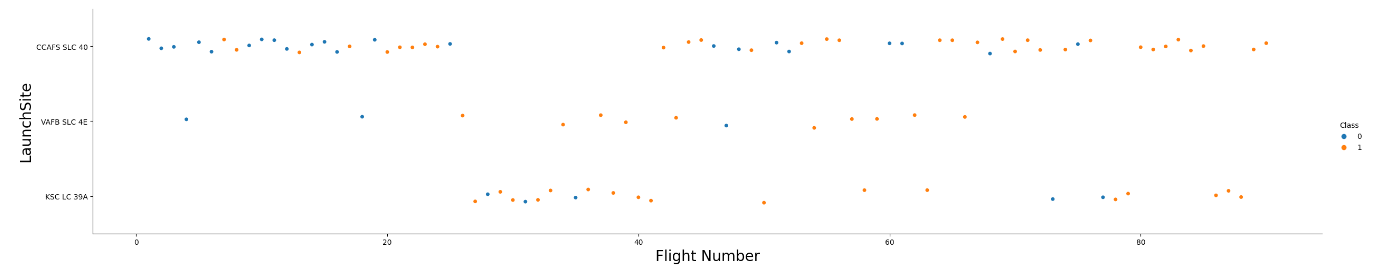 CCAFS SLC 40
VAFB SLC 4E
KSC LC 39A
LaunchSite
0 20 40 60 80
Flight Number
Class
0
1